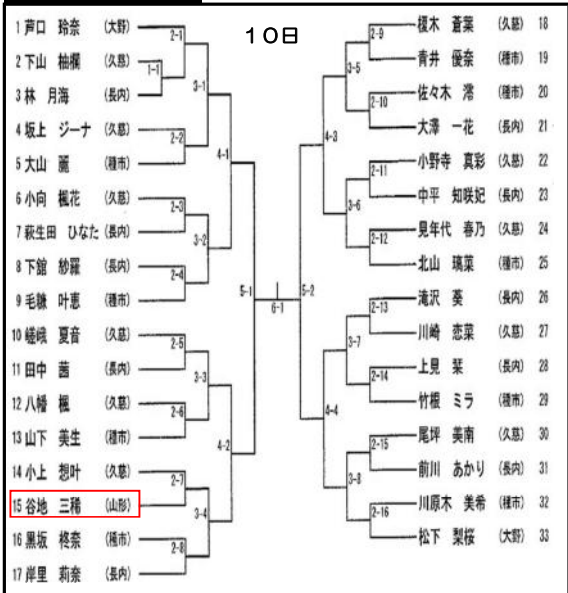 10日
1 芦口 玲奈 (大野)
2 下山 柚欄 (久慈)
3 林 月海 (長内)
4 坂上 ジーナ (久慈)
5 大山 麗 (種市)
6 小向 楓花 (久慈)
7 萩生田 ひなた (長内)
8 下舘 紗羅 (長内)
9 毛糠 叶恵 (種市)
10 嵯峨 夏音 (久慈)
11 田中 茜 (長内)
12 八幡 楓 (久慈)
13 山下 美生 (種市)
14 小上 想叶 (久慈)
15 谷地 三稀 (山形)
16 黒坂 柊奈 (種市)
17 岸里 莉奈 (長内)
1-1
2-1
2-2
2-3
2-4
2-5
2-6
2-7
2-8
3-1
3-2
3-3
3-4
4-1
4-2
5-1
6-1
5-2
4-3
4-4
3-5
3-6
3-7
3-8
2-9
2-10
2-11
2-12
2-13
2-14
2-15
2-16
榎木 蒼葉 (久慈) 18
青井 優奈 (種市) 19
佐々木 澪 (種市) 20
大澤 一花 (長内) 21
小野寺 真彩 (久慈) 22
中平 知咲妃 (長内) 23
見年代 春乃 (久慈) 24
北山 璃菜 (種市) 25
滝沢 葵 (長内) 26
川崎 恋菜 (久慈) 27
上見 栞 (長内) 28
竹根 ミラ (種市) 29
尾坪 美南 (久慈) 30
前川 あかり (長内) 31
川原木 美希 (種市) 32
松下 梨桜 (大野) 33